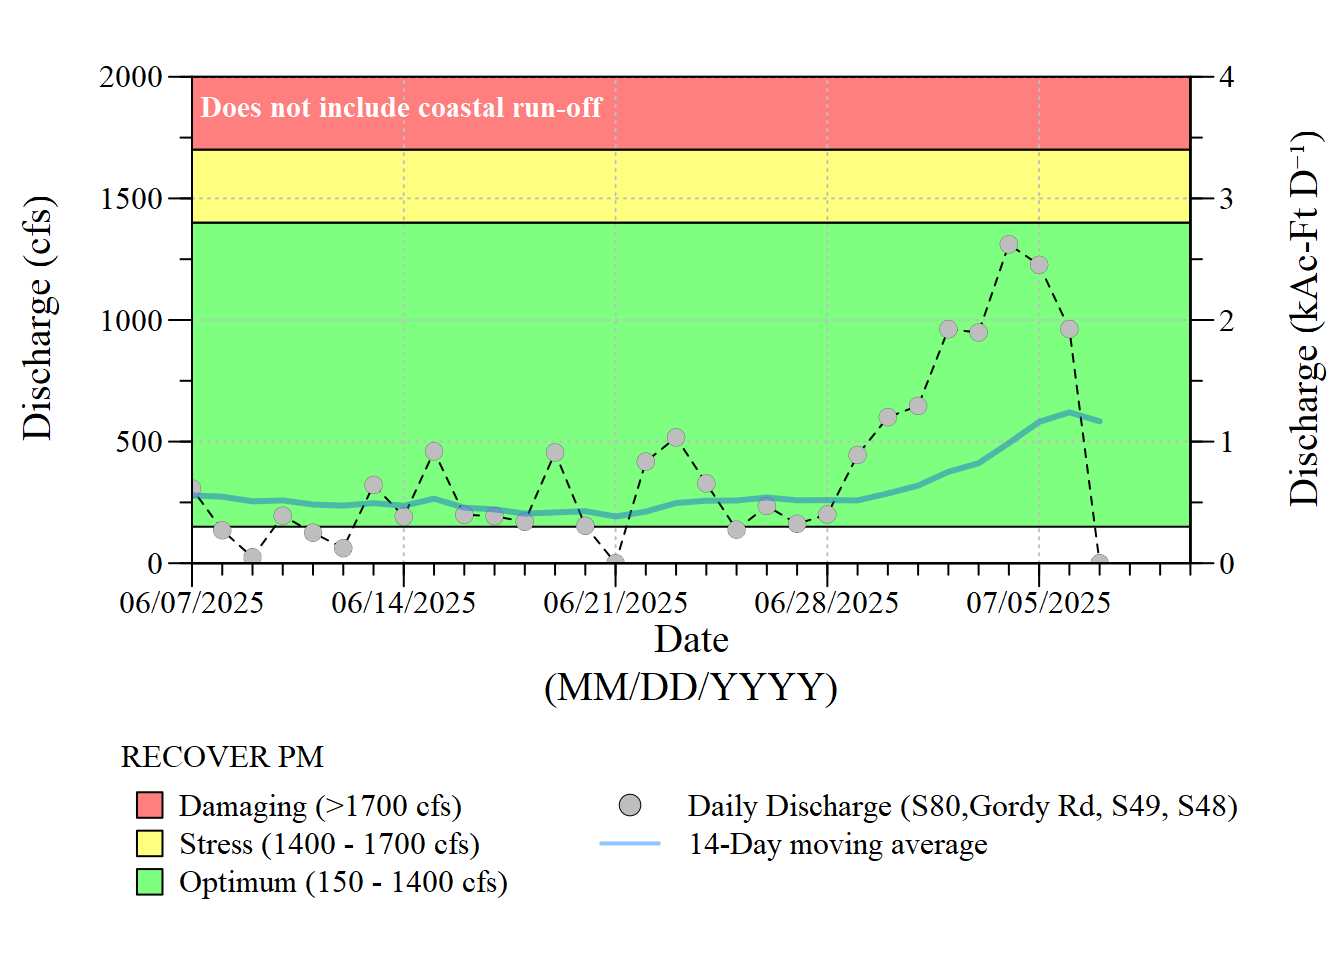 Does not include coastal run-off
2000
1500
1000
500
0
4
3
2
1
0
Discharge (cfs)
Discharge (kAc-Ft D⁻¹)
06/07/2025
06/14/2025
06/21/2025
06/28/2025
07/05/2025
Date
(MM/DD/YYYY)
RECOVER PM
Damaging (>1700 cfs)
Stress (1400 - 1700 cfs)
Optimum (150 - 1400 cfs)
Daily Discharge (S80,Gordy Rd, S49, S48)
14-Day moving average